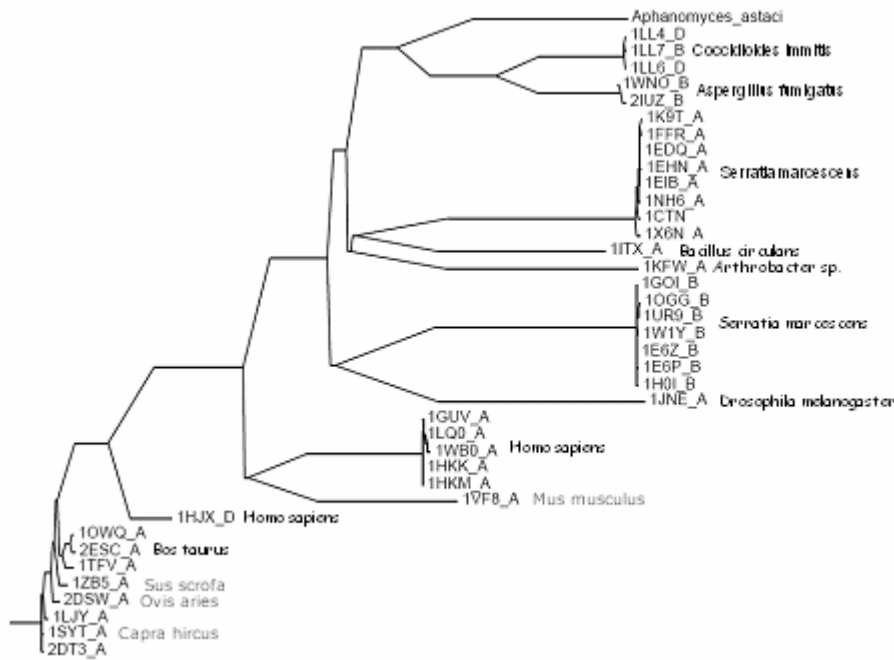 Aphanomyces_astaci
1LL4_D
1LL7_B Coccidioides immitis
1LL6_D
1WNO_B
Aspergillus fumigatus
2IUZ_B
1K9T_A
1FFR_A
1EDQ_A
1EHN_A Serratia marcescens
1EIB_A
1NH6_A
1CTN
1X6N_A
1ITX_A Bacillus circulans
1KFW_A Arthrobacter sp.
1GOI_B
1OGG_B
1UR9_B Serratia marcescens
1W1Y_B
1E6Z_B
1E6P_B
1H0I_B
1JNE_A Drosophila melanogaster
1GUV_A
1LQ0_A
1WB0_A Homo sapiens
1HKK_A
1HKM_A
1VF8_A Mus musculus
1HJX_D Homo sapiens
1OWQ_A
2ESC_A Bos taurus
1TFV_A
1ZB5_A Sus scrofa
2DSW_A Ovis aries
1LJY_A
1SYT_A Capra hircus
2DT3_A